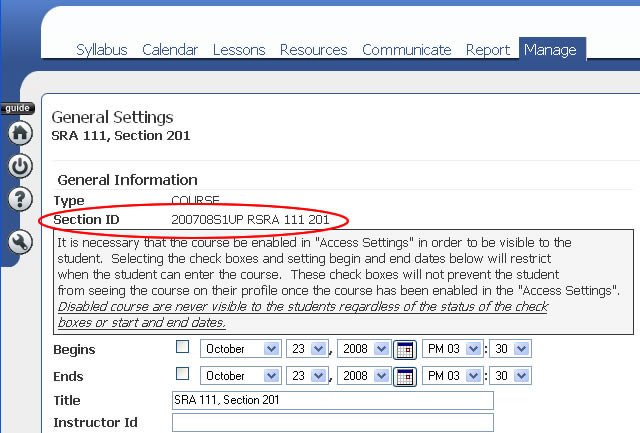 Syllabus Calendar Lessons Resources Communicate Report Manage
guide
General Settings
SRA 111, Section 201
General Information
Type COURSE
Section ID 200708S1UP RSRA 111 201
It is necessary that the course be enabled in "Access Settings" in order to be visible to the
student. Selecting the check boxes and setting begin and end dates below will restrict
when the student can enter the course. These check boxes will not prevent the student
from seeing the course on their profile once the course has been enabled in the "Access Settings".
Disabled course are never visible to the students regardless of the status of the check
boxes or start and end dates.
Begins October 23 , 2008 PM 03 : 30
Ends October 23 , 2008 PM 03 : 30
Title SRA 111, Section 201
Instructor Id